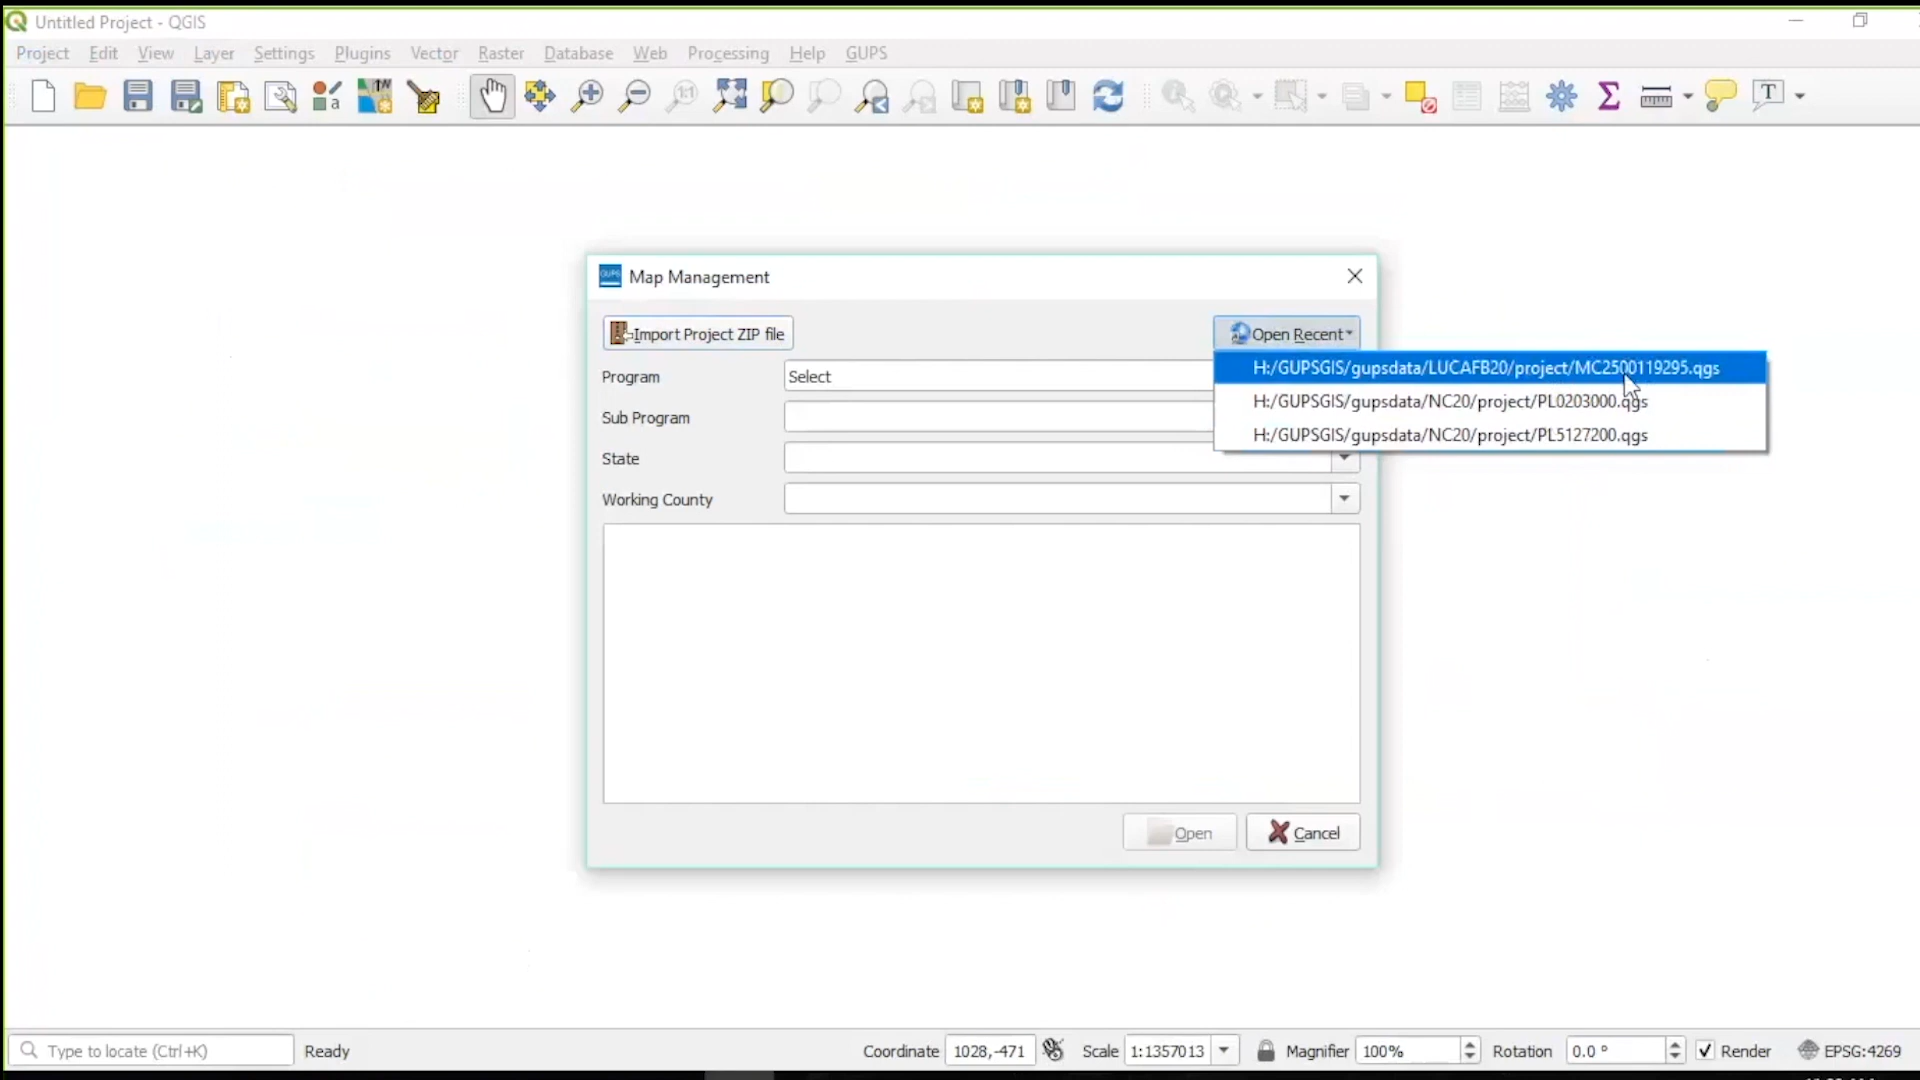 Untitled Project - QGIS
Project Edit View Layer Settings Plugins Vector Raster Database Web Processing Help GUPS
Map Management
Import Project ZIP file
Open Recent
H:/GUPSGIS/gupsdata/LUCAFB20/project/MC2500119295.qgs
Program
Select
H:/GUPSGIS/gupsdata/NC20/project/PL0203000.qgs
Sub Program
H:/GUPSGIS/gupsdata/NC20/project/PL5127200.qgs
State
Working County
Open
Cancel
Type to locate (Ctrl+K)
Ready
Coordinate 1028,-471
Scale 1:1357013
Magnifier 100%
Rotation 0.0 °
Render
EPSG:4269